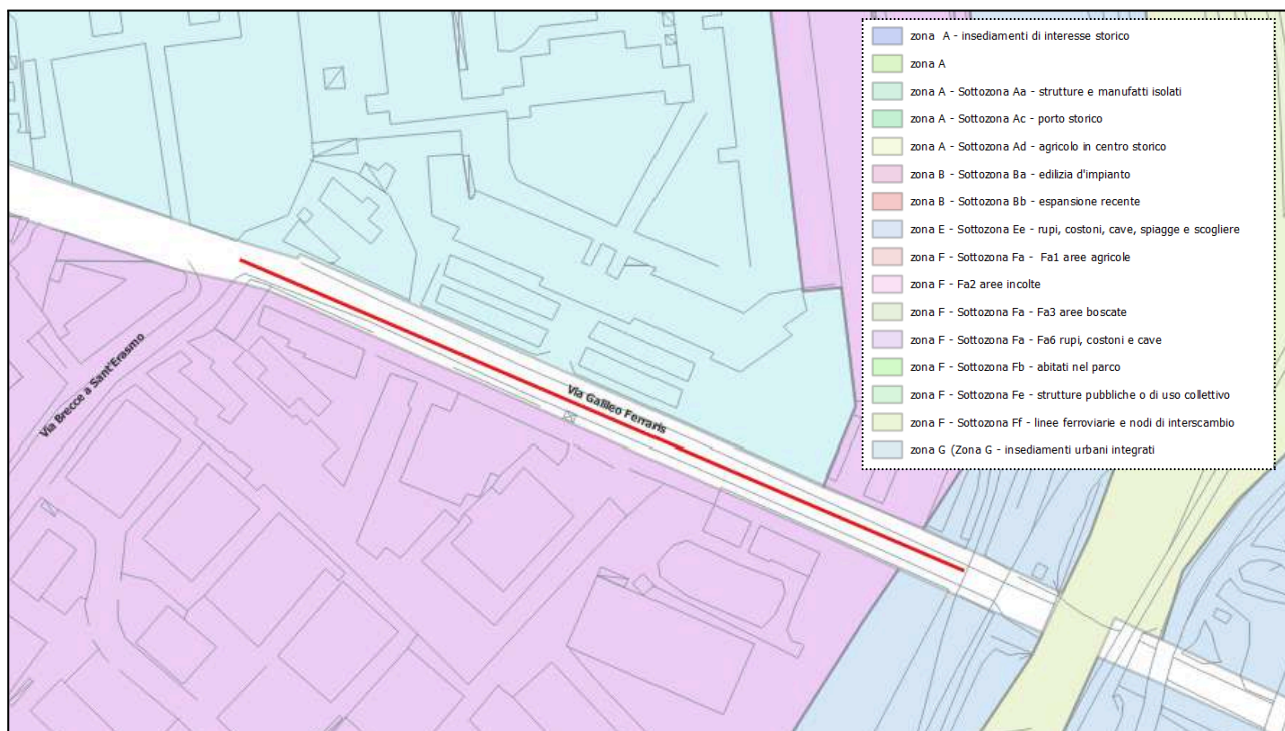 zona A - insediamenti di interesse storico
zona A
zona A - Sottozona Aa - strutture e manufatti isolati
zona A - Sottozona Ac - porto storico
zona A - Sottozona Ad - agricolo in centro storico
zona B - Sottozona Ba - edilizia d'impianto
zona B - Sottozona Bb - espansione recente
zona E - Sottozona Ee - rupi, costoni, cave, spiagge e scogliere
zona F - Sottozona Fa - Fa1 aree agricole
zona F - Fa2 aree incolte
zona F - Sottozona Fa - Fa3 aree boscate
zona F - Sottozona Fa - Fa6 rupi, costoni e cave
zona F - Sottozona Fb - abitati nel parco
zona F - Sottozona Fe - strutture pubbliche o di uso collettivo
zona F - Sottozona Ff - linee ferroviarie e nodi di interscambio
zona G (Zona G - insediamenti urbani integrati
Via Brecce a Sant'Erasmo
Via Galileo Ferraris